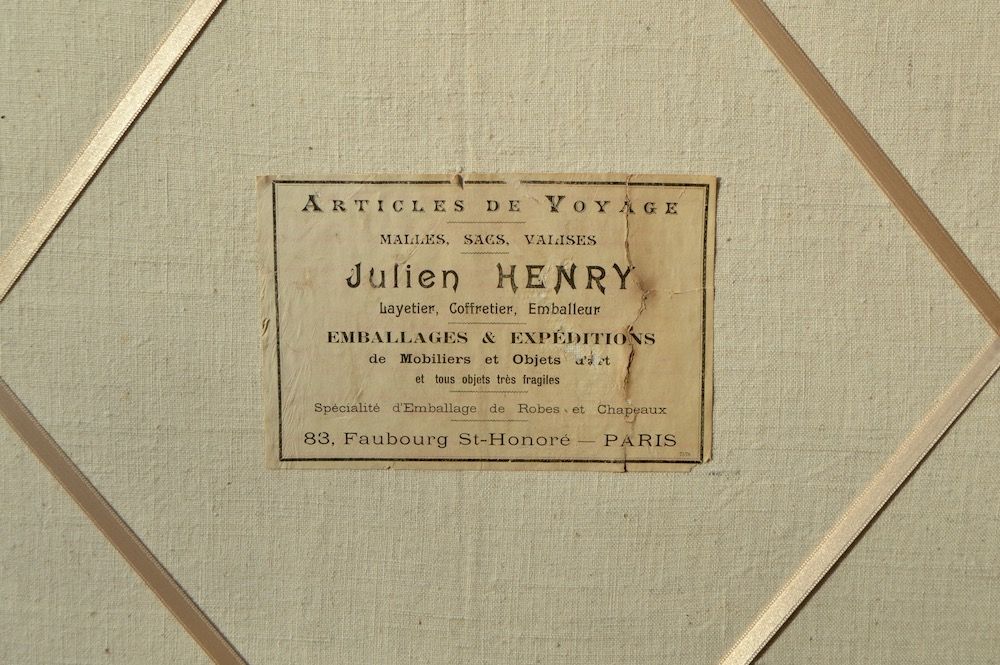 ARTICLES DE VOYAGE
MALLES, SACS, VALISES
Julien HENRY
Layetier, Coffretier, Emballeur
EMBALLAGES & EXPÉDITIONS
de Mobiliers et Objets d'art
et tous objets très fragiles
Spécialité d'Emballage de Robes et Chapeaux
83, Faubourg St-Honoré — PARIS